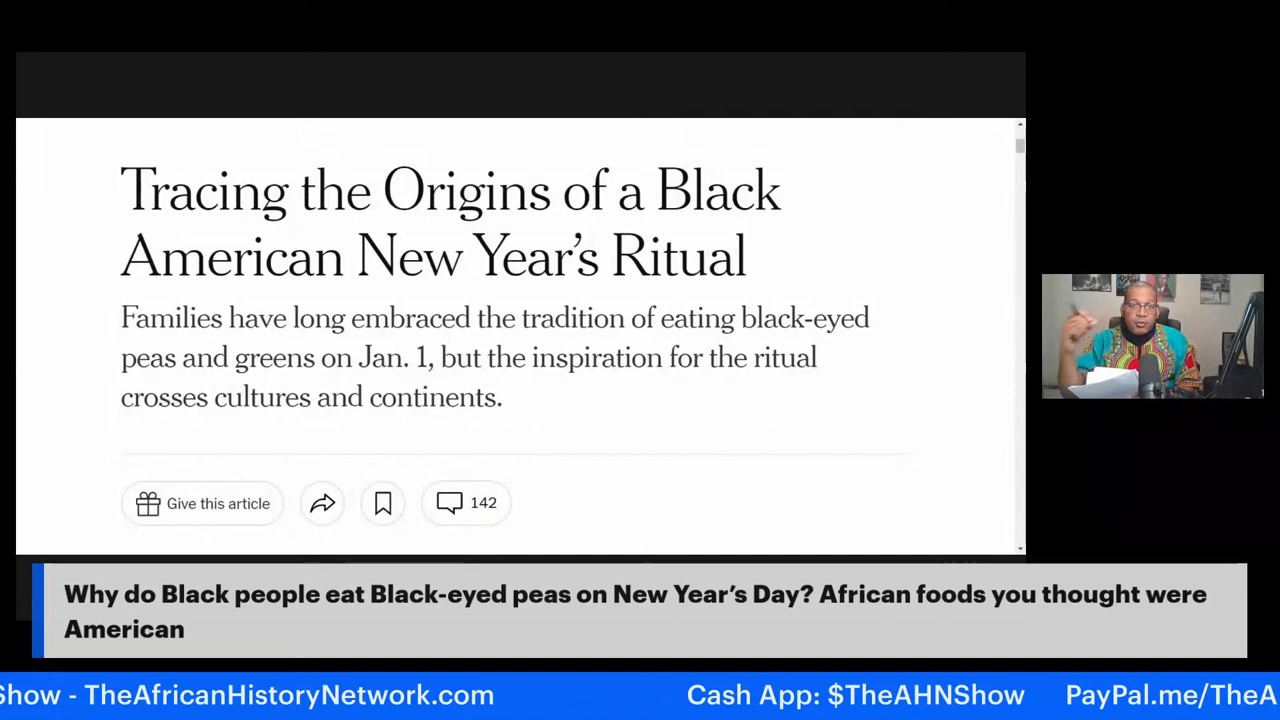 Tracing the Origins of a Black
American New Year's Ritual
Families have long embraced the tradition of eating black-eyed
peas and greens on Jan. 1, but the inspiration for the ritual
crosses cultures and continents.
Give this article
142
Why do Black people eat Black-eyed peas on New Year's Day? African foods you thought were
American
Show - TheAfricanHistoryNetwork.com Cash App: $TheAHNShow PayPal.me/TheA